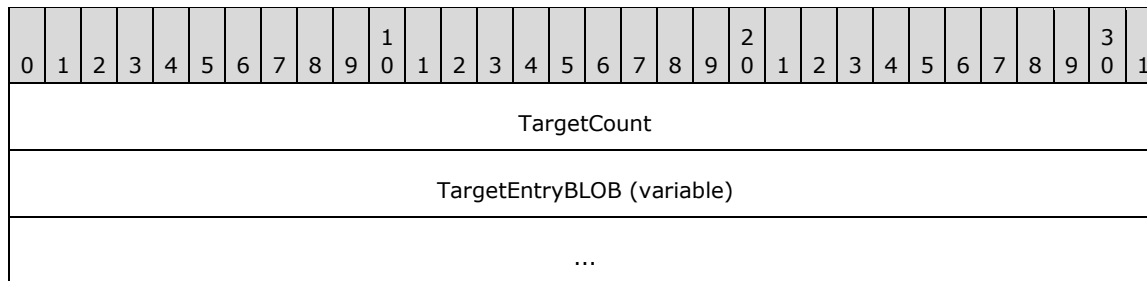 1 2 3
0 1 2 3 4 5 6 7 8 9 0 1 2 3 4 5 6 7 8 9 0 1 2 3 4 5 6 7 8 9 0 1
TargetCount
TargetEntryBLOB (variable)
...